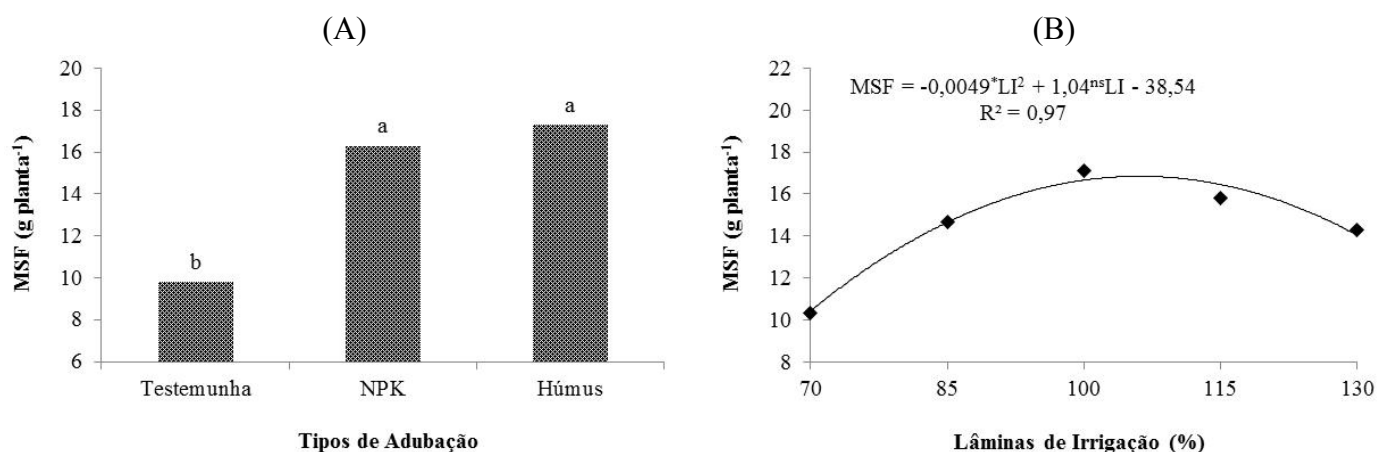 (A)
MSF (g planta⁻¹)
20
18
16
14
12
10
8
6
b
a
a
Testemunha NPK Húmus
Tipos de Adubação
(B)
MSF (g planta⁻¹)
22
20
18
16
14
12
10
8
MSF = -0,0049*LI² + 1,04ⁿˢLI - 38,54
R² = 0,97
70 85 100 115 130
Lâminas de Irrigação (%)